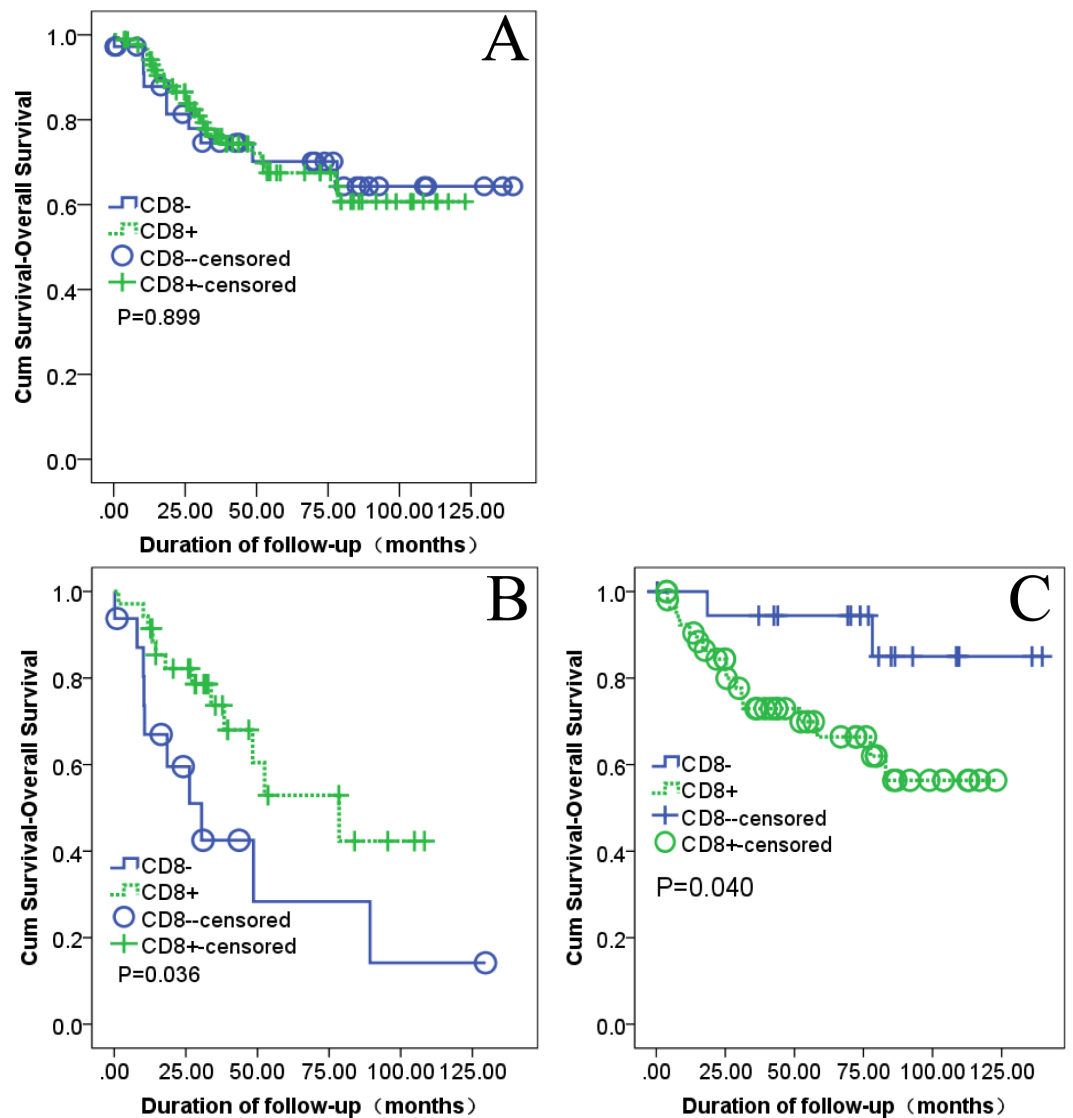 A
1.0
0.8
0.6
0.4
0.2
0.0
Cum Survival-Overall Survival
CD8-
CD8+
CD8--censored
CD8+-censored
P=0.899
.00 25.00 50.00 75.00 100.00 125.00
Duration of follow-up（months）
B
1.0
0.8
0.6
0.4
0.2
0.0
Cum Survival-Overall Survival
CD8-
CD8+
CD8--censored
CD8+-censored
P=0.036
.00 25.00 50.00 75.00 100.00 125.00
Duration of follow-up（months）
C
1.0
0.8
0.6
0.4
0.2
0.0
Cum Survival-Overall Survival
CD8-
CD8+
CD8--censored
CD8+-censored
P=0.040
.00 25.00 50.00 75.00 100.00 125.00
Duration of follow-up（months）